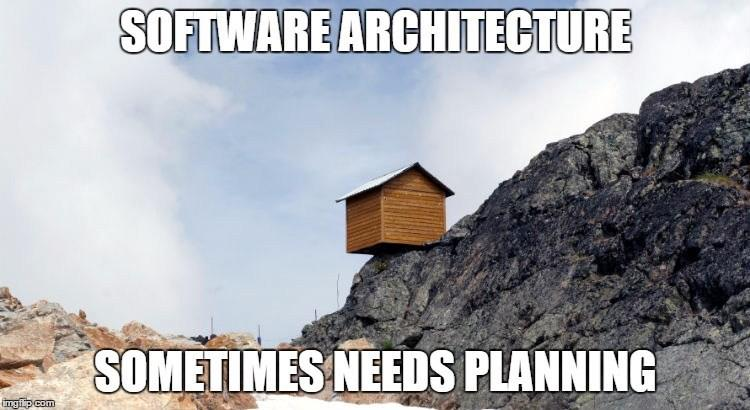 SOFTWARE ARCHITECTURE
SOMETIMES NEEDS PLANNING
imgflip.com